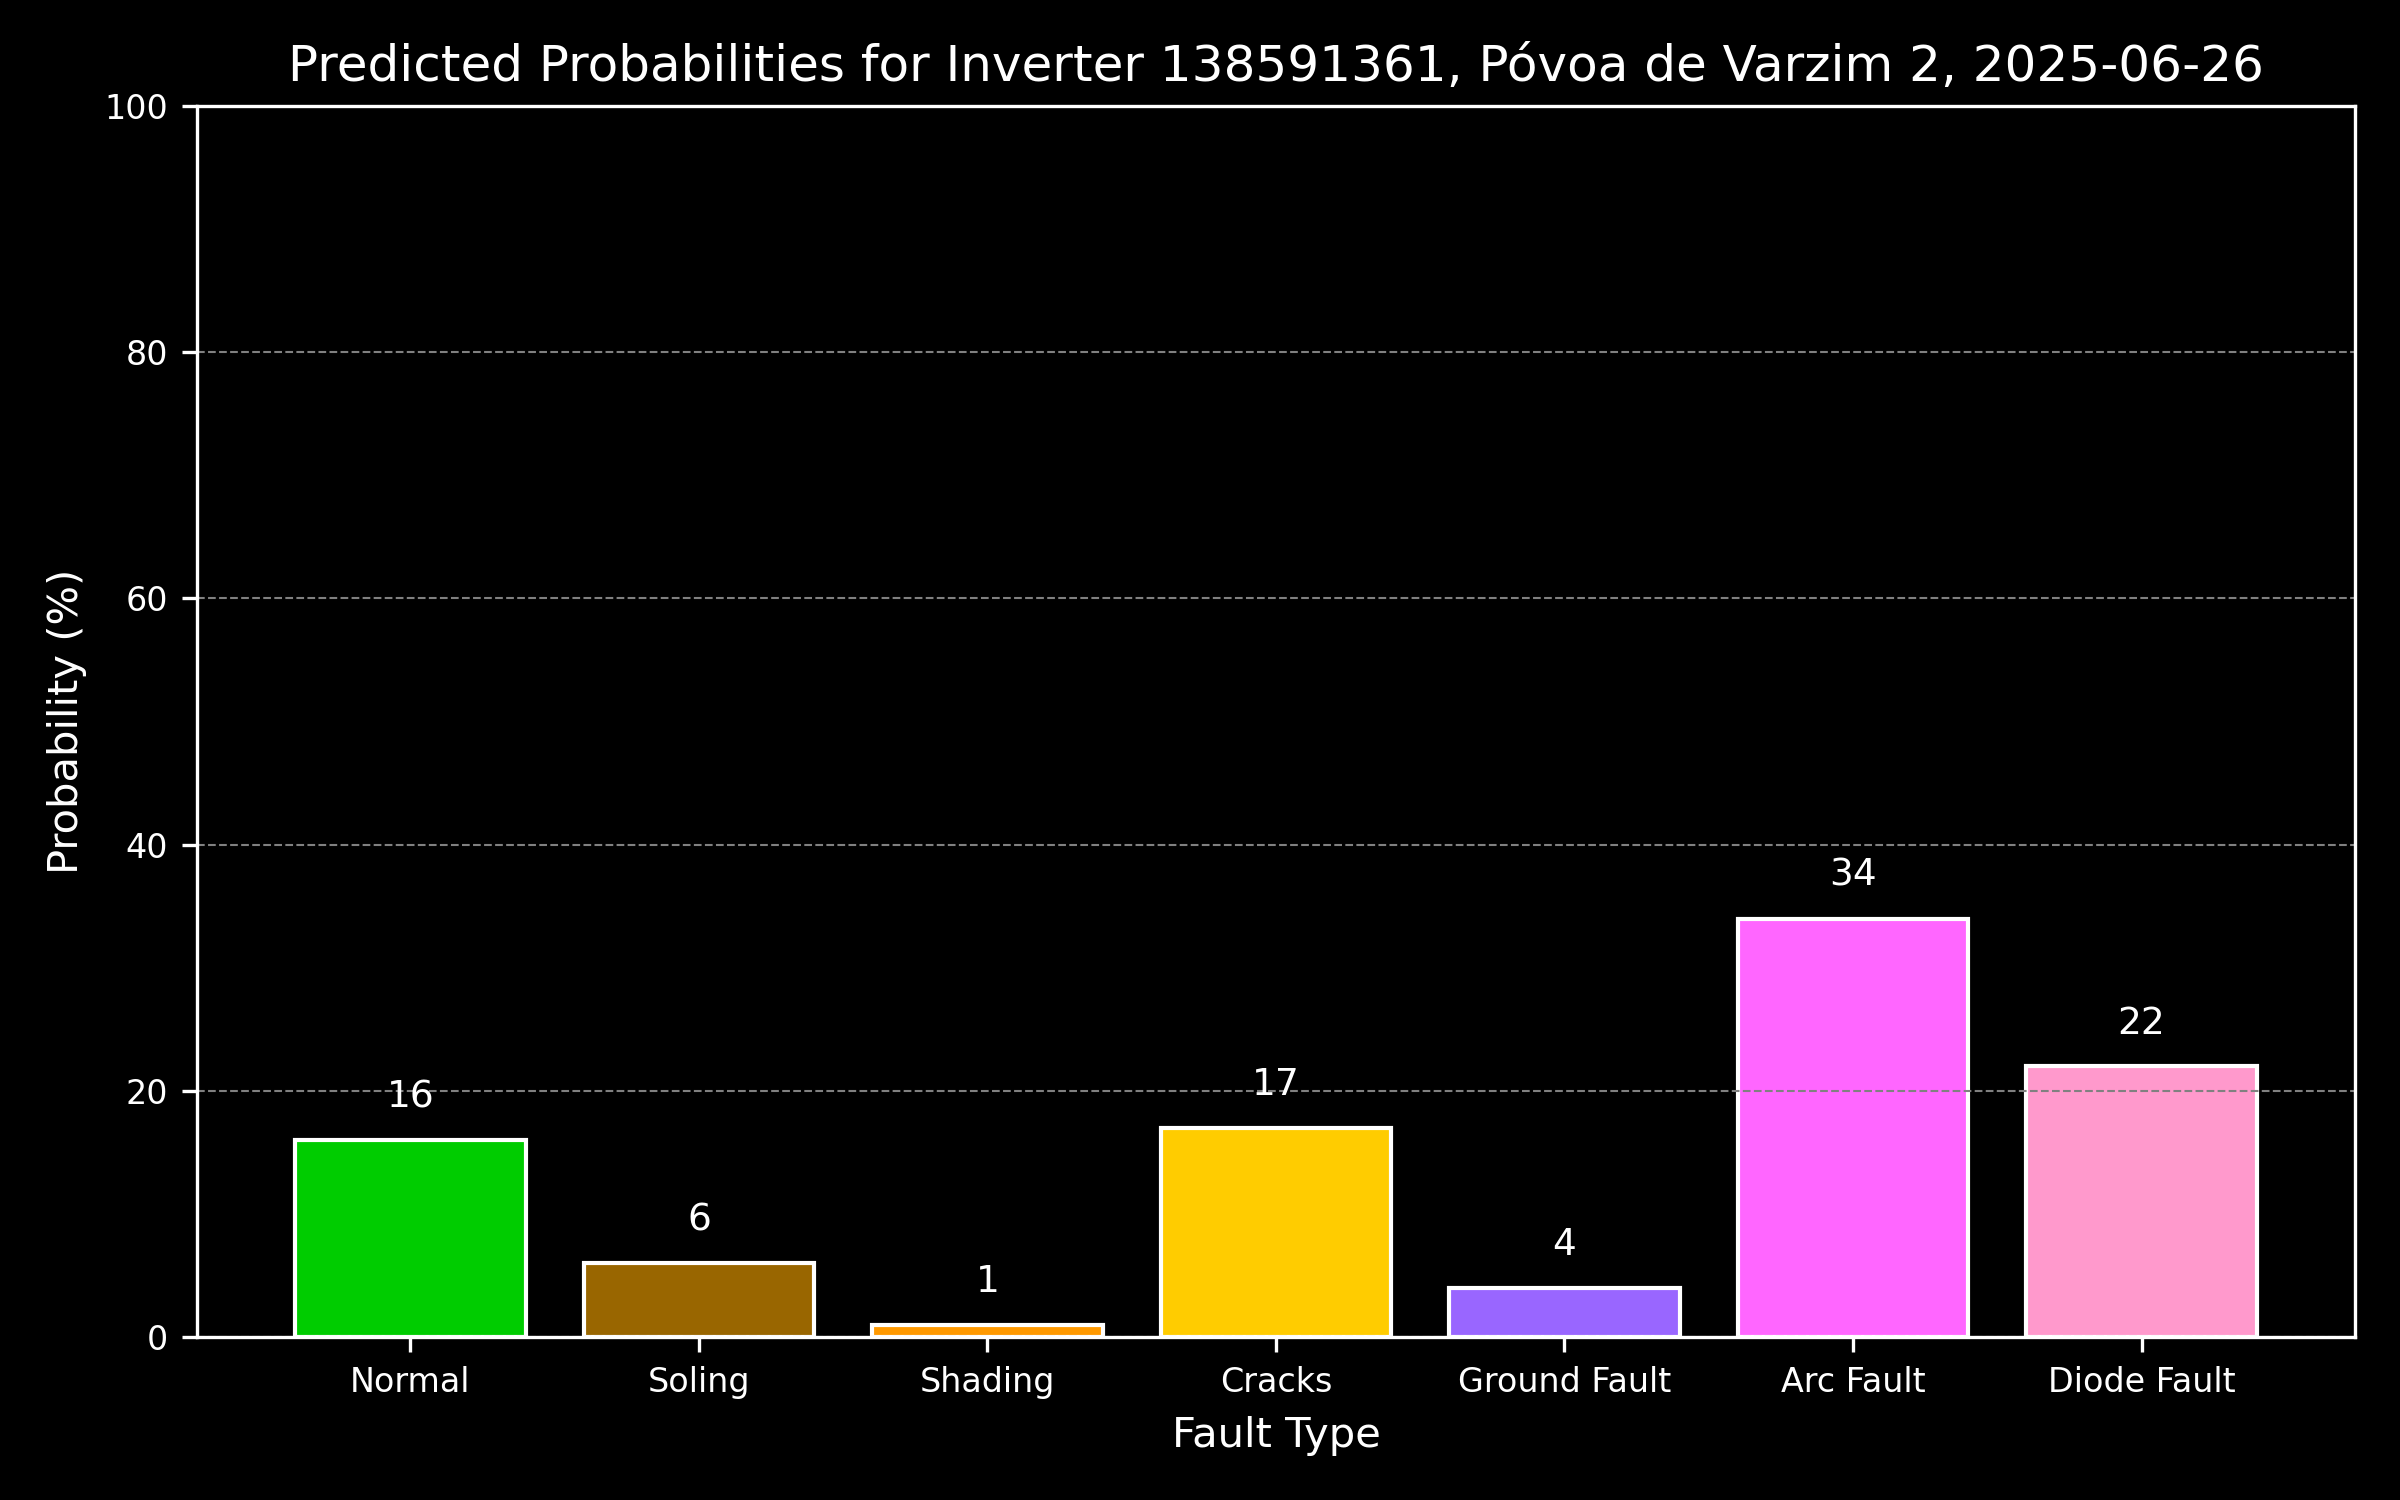 Predicted Probabilities for Inverter 138591361, Póvoa de Varzim 2, 2025-06-26
100
80
60
40
20
0
Probability (%)
16
6
1
17
4
34
22
Normal
Soling
Shading
Cracks
Ground Fault
Arc Fault
Diode Fault
Fault Type